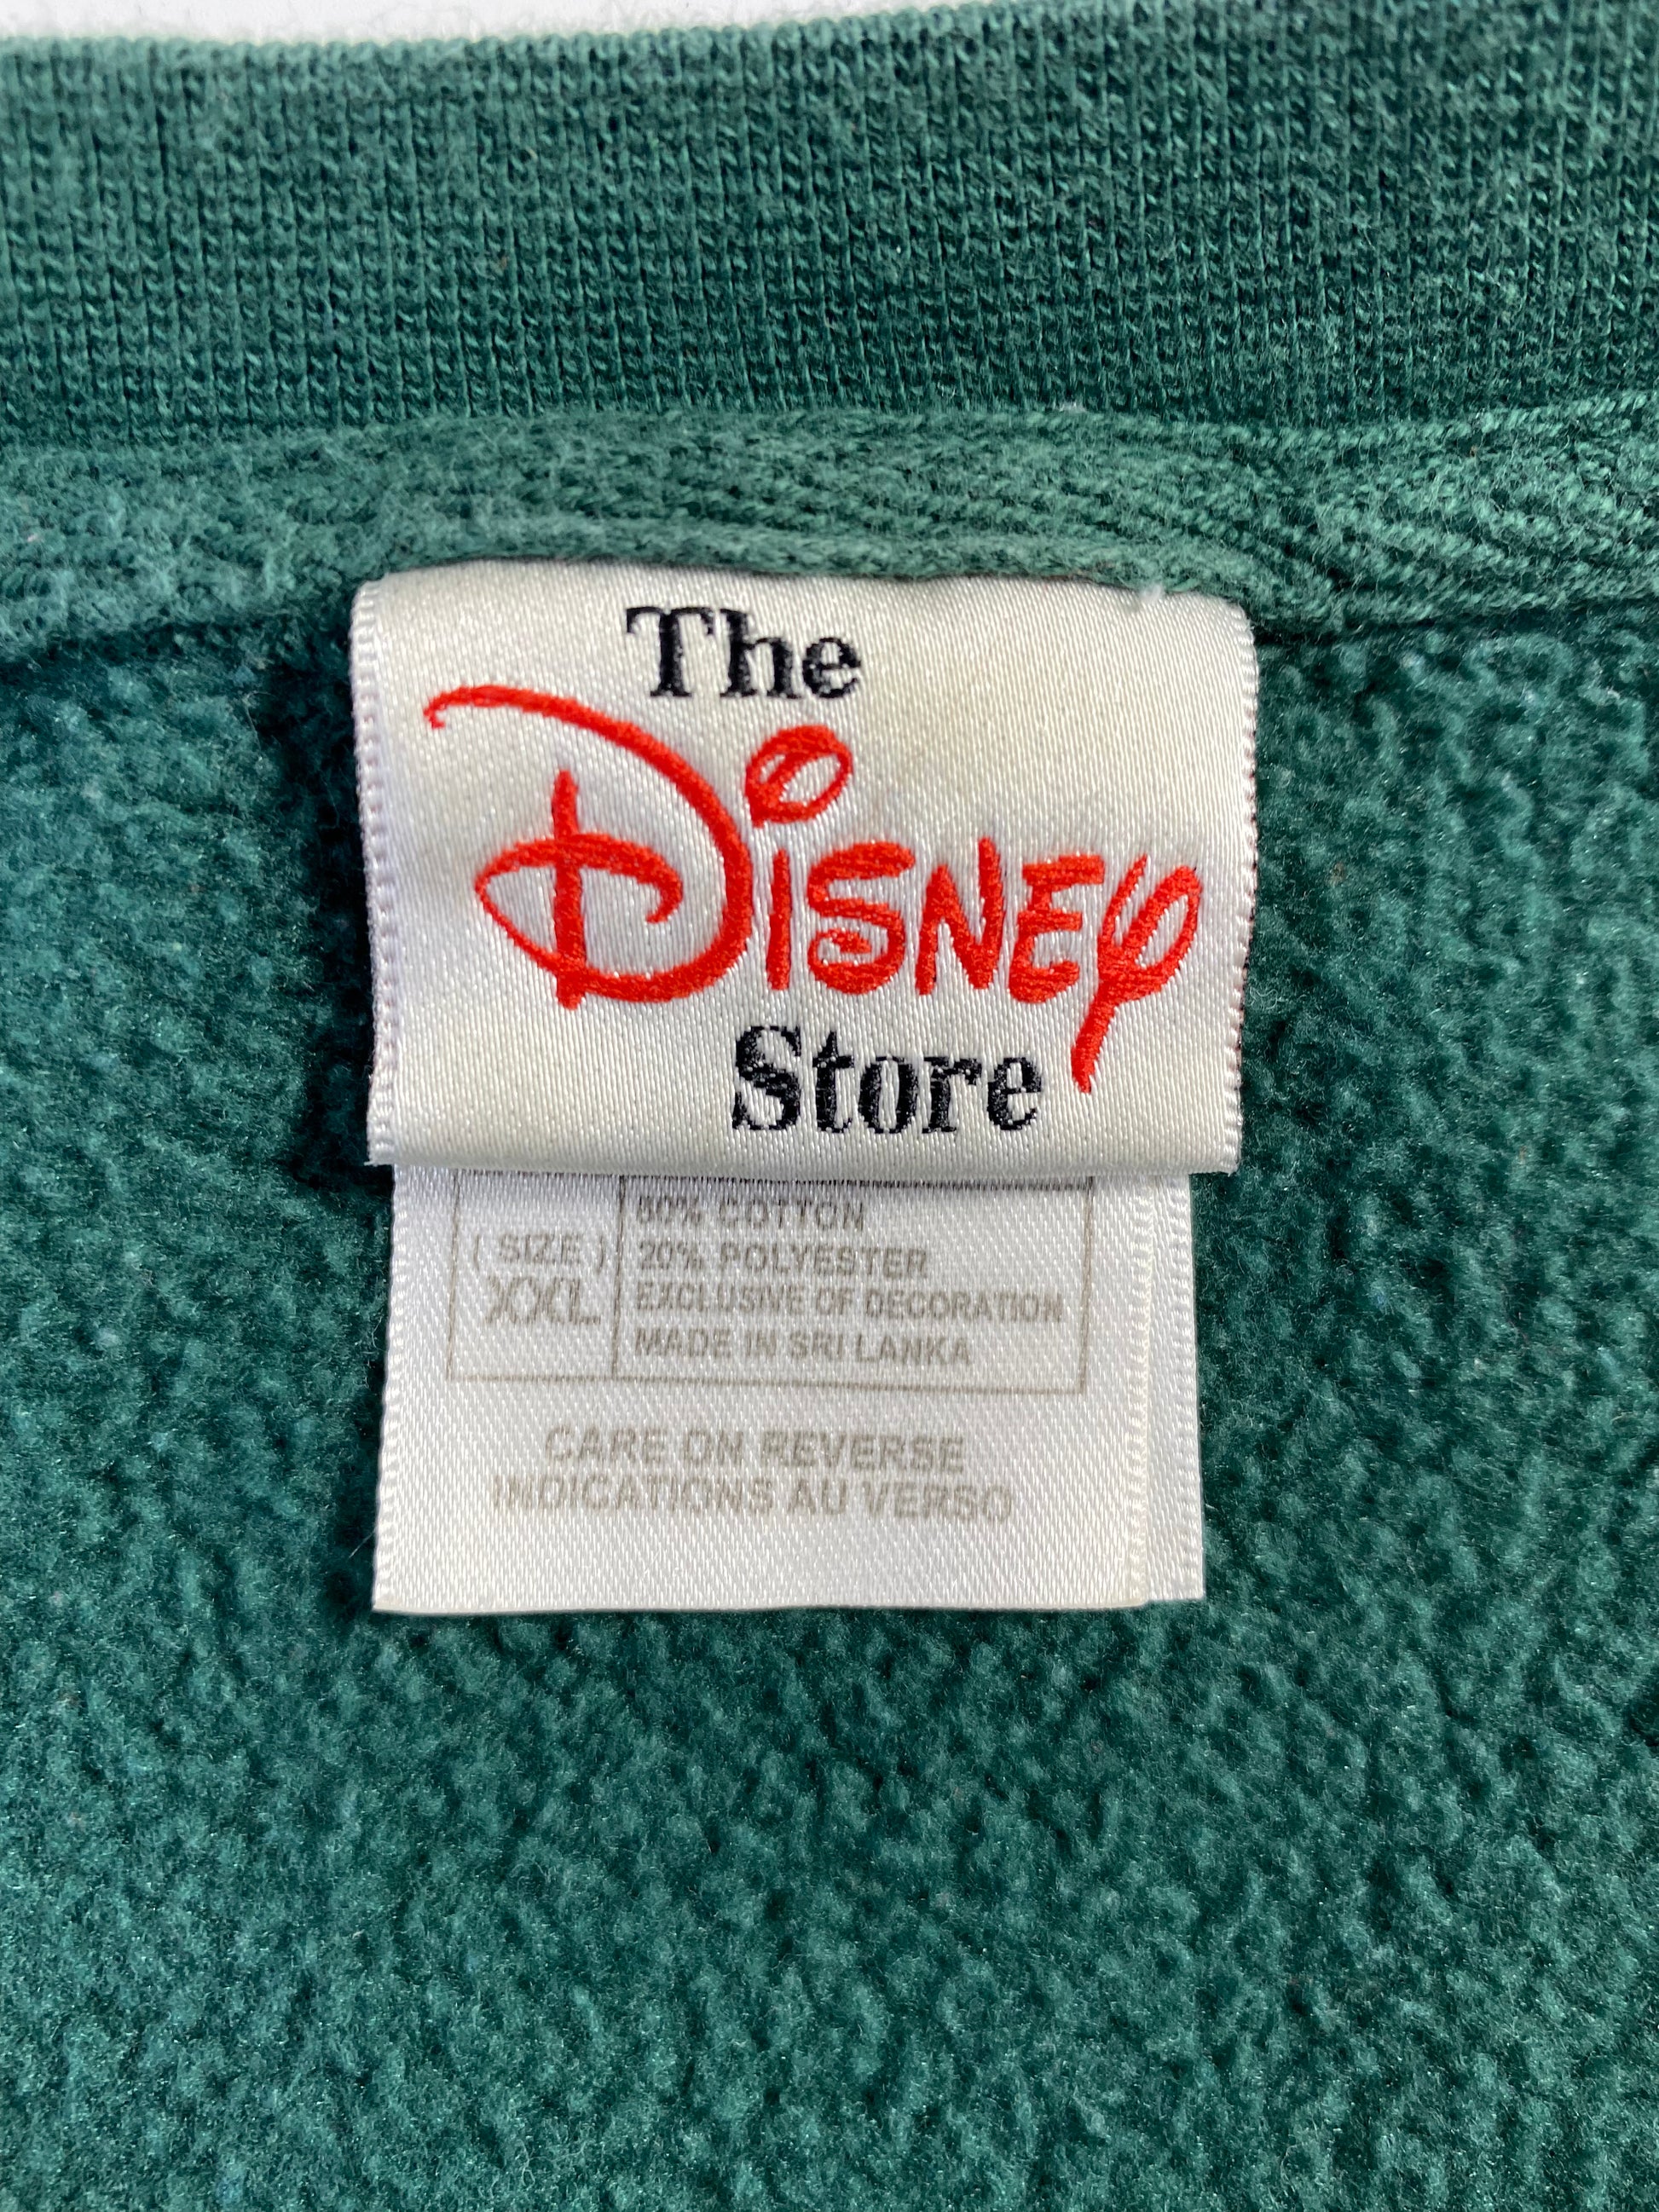 The
Disney
Store
80% COTTON
( SIZE )
XXL
20% POLYESTER
EXCLUSIVE OF DECORATION
MADE IN SRI LANKA
CARE ON REVERSE
INDICATIONS AU VERSO